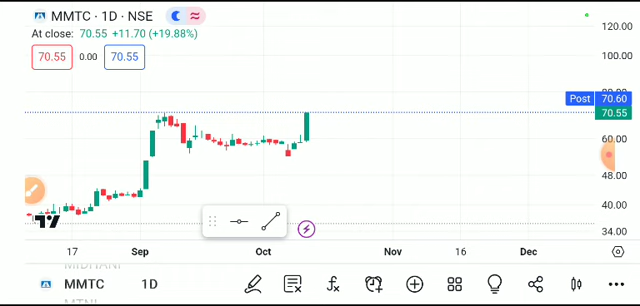 MMTC · 1D · NSE
At close: 70.55 +11.70 (+19.88%)
70.55 0.00 70.55
120.00
100.00
Post 70.60
70.55
60.00
48.00
40.00
34.00
17 Sep Oct Nov 16 Dec
MIDHANI
MMTC 1D
MTNL